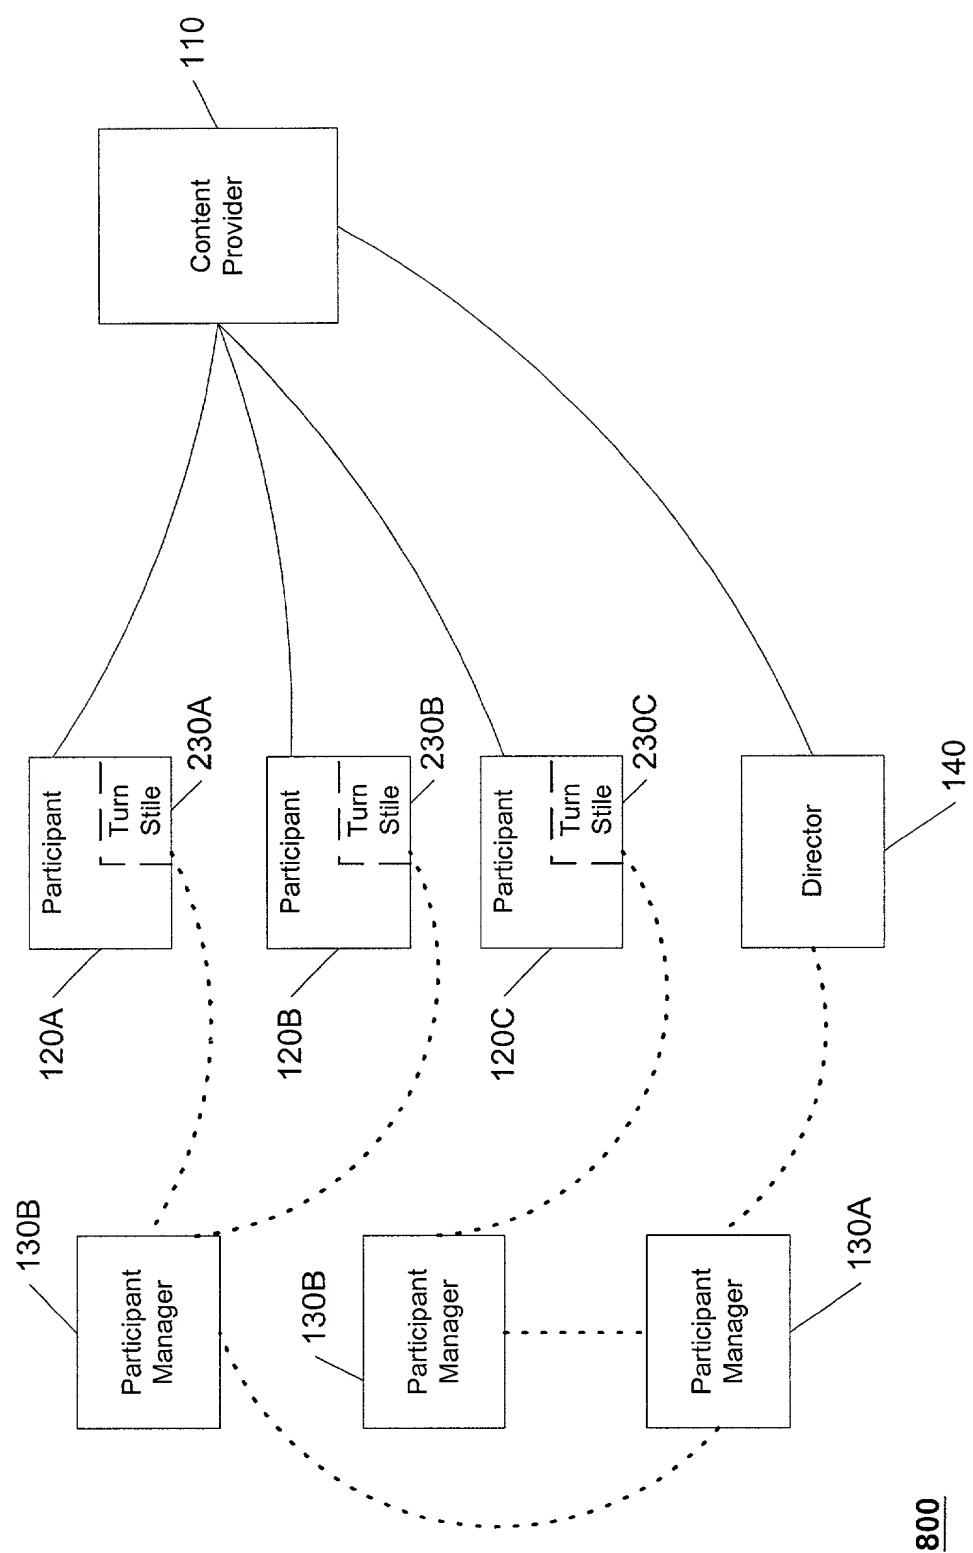 800
130B
Participant
Manager
130B
Participant
Manager
130A
Participant
Manager
120A
Participant
Turn
Stile
230A
120B
Participant
Turn
Stile
230B
120C
Participant
Turn
Stile
230C
Director
140
Content
Provider
110